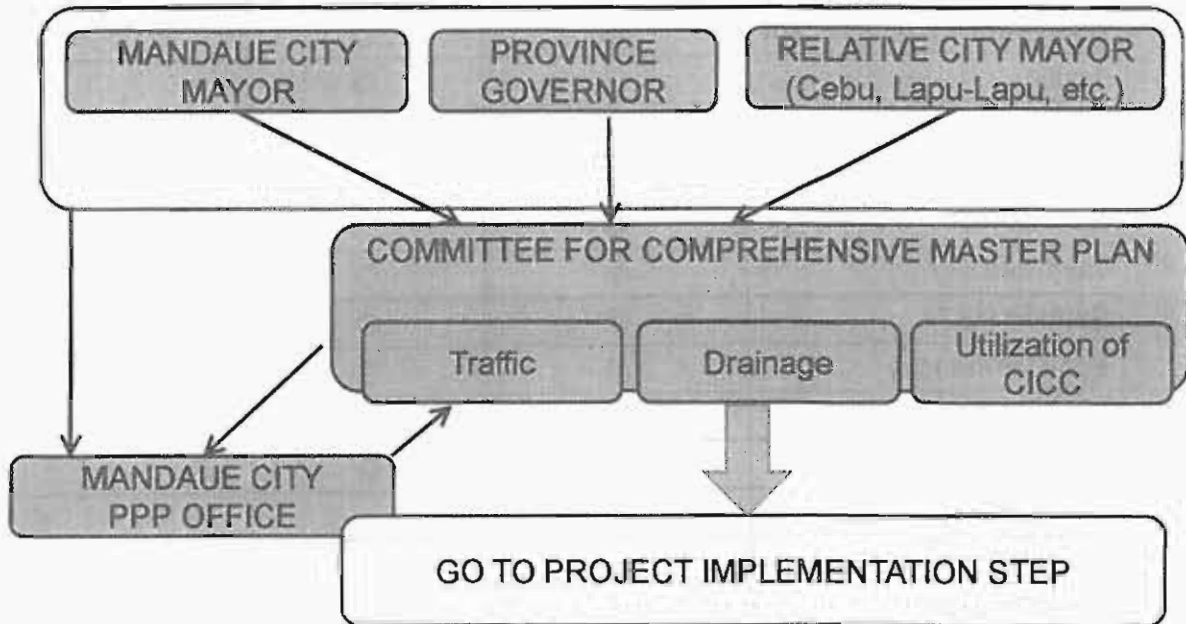 MANDAUE CITY
MAYOR
PROVINCE
GOVERNOR
RELATIVE CITY MAYOR
(Cebu, Lapu-Lapu, etc.)
COMMITTEE FOR COMPREHENSIVE MASTER PLAN
Traffic
Drainage
Utilization of
CICC
MANDAUE CITY
PPP OFFICE
GO TO PROJECT IMPLEMENTATION STEP